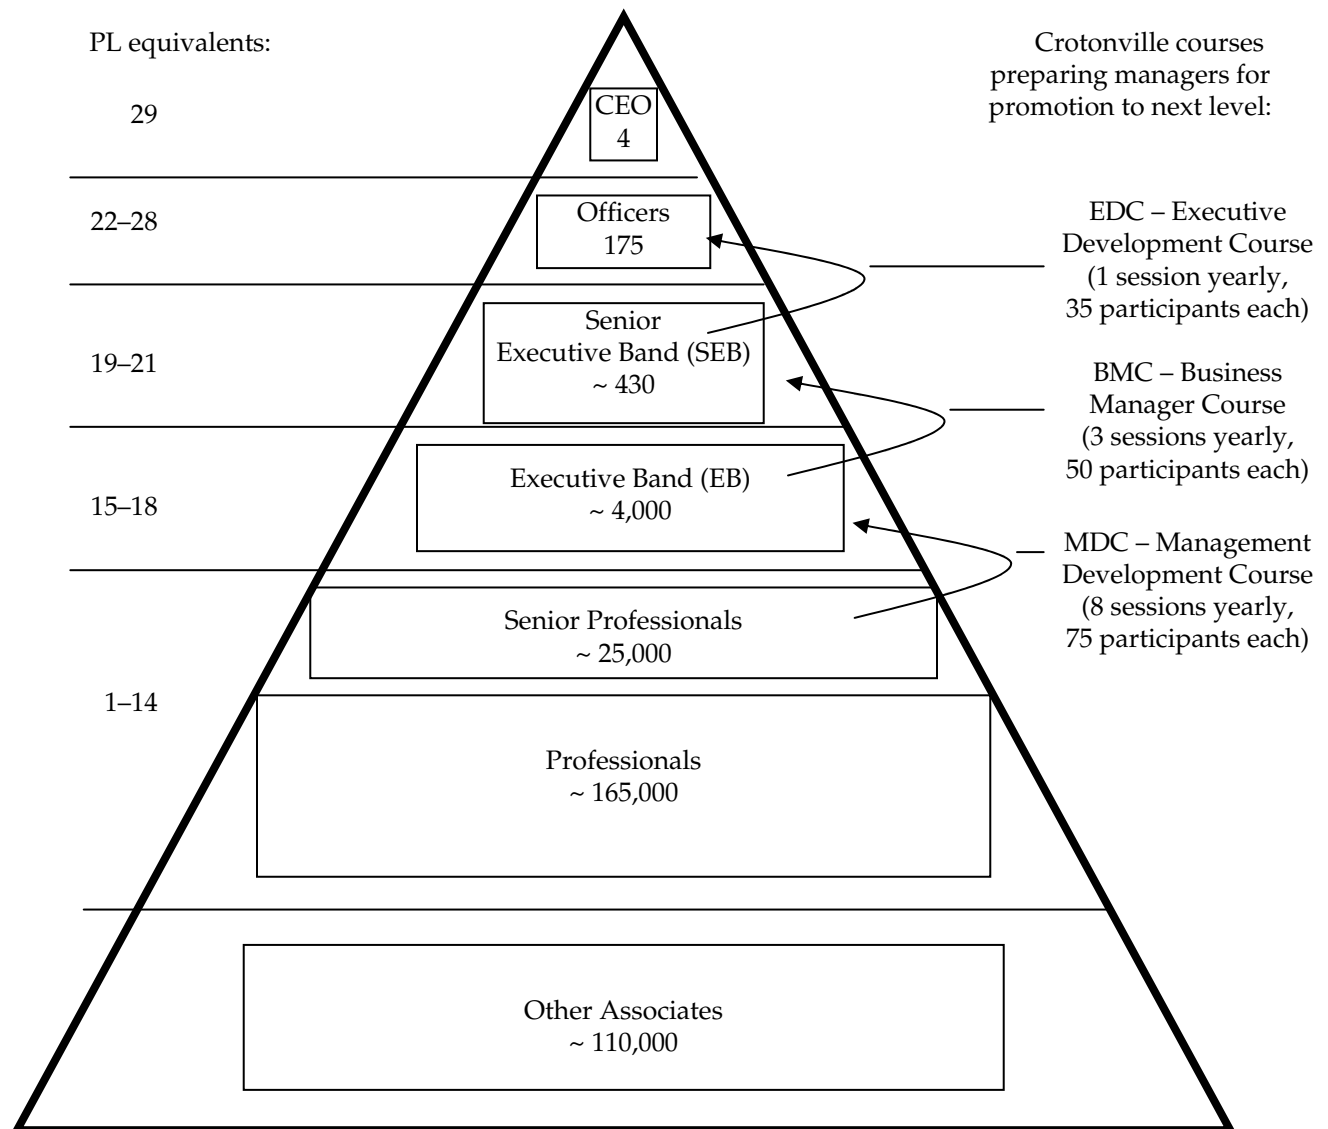 PL equivalents:
29
22–28
19–21
15–18
1–14
CEO
4
Officers
175
Senior
Executive Band (SEB)
~ 430
Executive Band (EB)
~ 4,000
Senior Professionals
~ 25,000
Professionals
~ 165,000
Other Associates
~ 110,000
Crotonville courses
preparing managers for
promotion to next level:
EDC – Executive
Development Course
(1 session yearly,
35 participants each)
BMC – Business
Manager Course
(3 sessions yearly,
50 participants each)
MDC – Management
Development Course
(8 sessions yearly,
75 participants each)